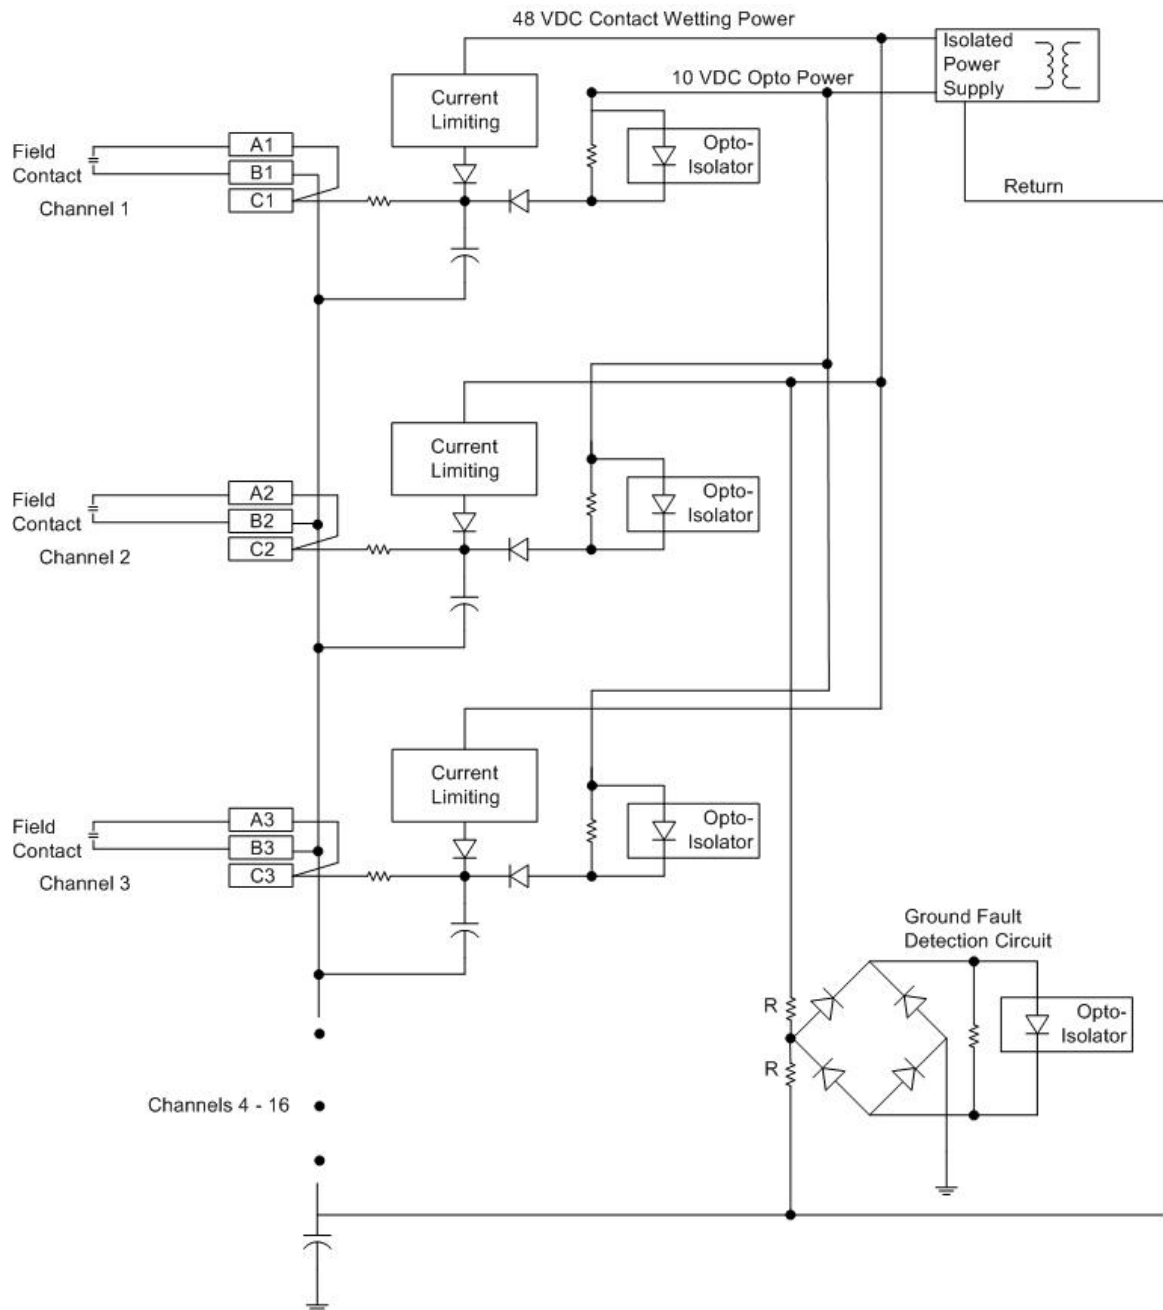 48 VDC Contact Wetting Power
Isolated
Power
Supply
10 VDC Opto Power
Current
Limiting
Opto-
Isolator
Field
Contact
A1
B1
C1
Channel 1
Return
Current
Limiting
Opto-
Isolator
Field
Contact
A2
B2
C2
Channel 2
Current
Limiting
Opto-
Isolator
Field
Contact
A3
B3
C3
Channel 3
Ground Fault
Detection Circuit
R
R
Opto-
Isolator
Channels 4 - 16